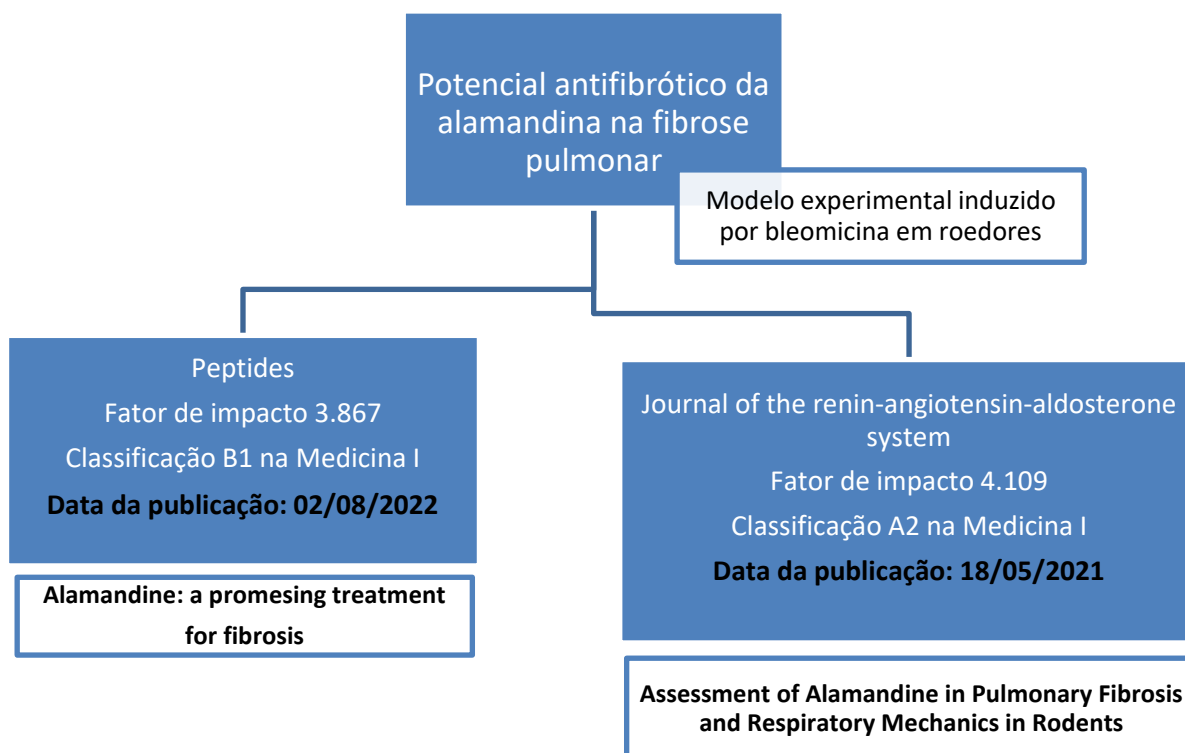 Potencial antifibrótico da
alamandina na fibrose
pulmonar
Modelo experimental induzido
por bleomicina em roedores
Peptides
Fator de impacto 3.867
Classificação B1 na Medicina I
Data da publicação: 02/08/2022
Alamandine: a promesing treatment
for fibrosis
Journal of the renin-angiotensin-aldosterone
system
Fator de impacto 4.109
Classificação A2 na Medicina I
Data da publicação: 18/05/2021
Assessment of Alamandine in Pulmonary Fibrosis
and Respiratory Mechanics in Rodents